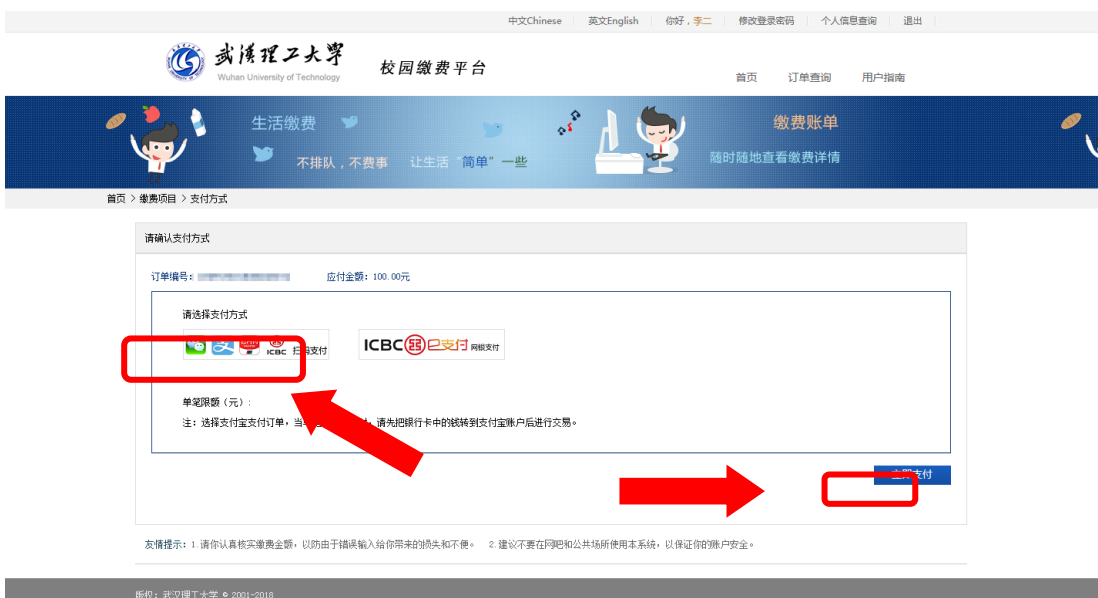 中文Chinese 英文English 你好，李二 修改登录密码 个人信息查询 退出
武汉理工大学
Wuhan University of Technology
校园缴费平台
首页 订单查询 用户指南
生活缴费
不排队，不费事 让生活“简单”一些
缴费账单
随时随地查看缴费详情
首页 > 缴费项目 > 支付方式
请确认支付方式
订单编号: 应付金额: 100.00元
请选择支付方式
ICBC 扫码支付 ICBC e支付 网银支付
单笔限额（元）:
注: 选择支付宝支付订单，当 请先把银行卡中的钱转到支付宝账户后进行交易。
立即支付
友情提示: 1.请你认真核实缴费金额，以防由于错误输入给你带来的损失和不便。 2.建议不要在网吧和公共场所使用本系统，以保证你的账户安全。
版权: 武汉理工大学 © 2001-2018